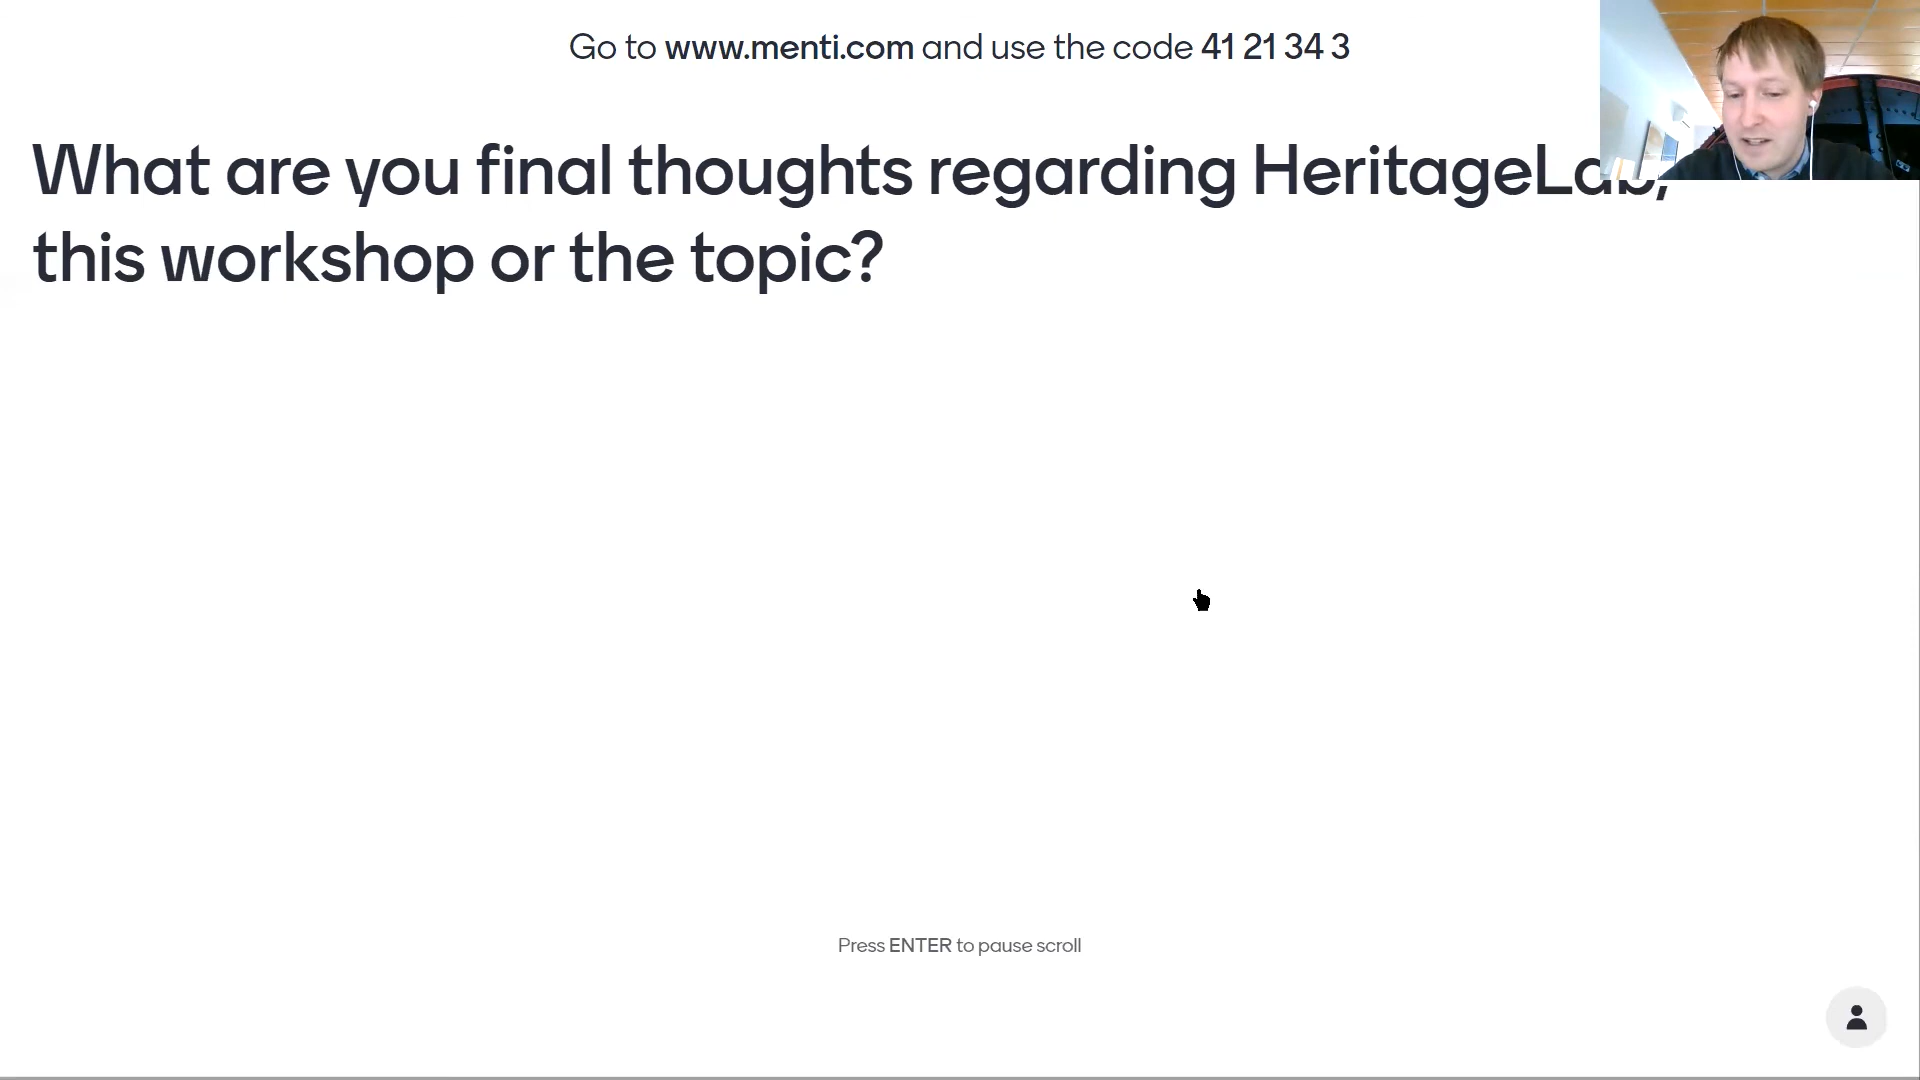 Go to www.menti.com and use the code 41 21 34 3
What are you final thoughts regarding HeritageLab,
this workshop or the topic?
Press ENTER to pause scroll